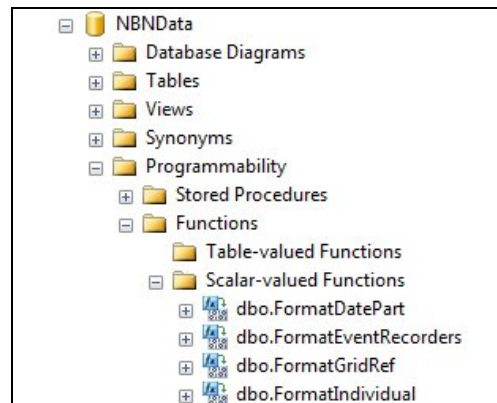 NBNData
Database Diagrams
Tables
Views
Synonyms
Programmability
Stored Procedures
Functions
Table-valued Functions
Scalar-valued Functions
dbo.FormatDatePart
dbo.FormatEventRecorders
dbo.FormatGridRef
dbo.FormatIndividual